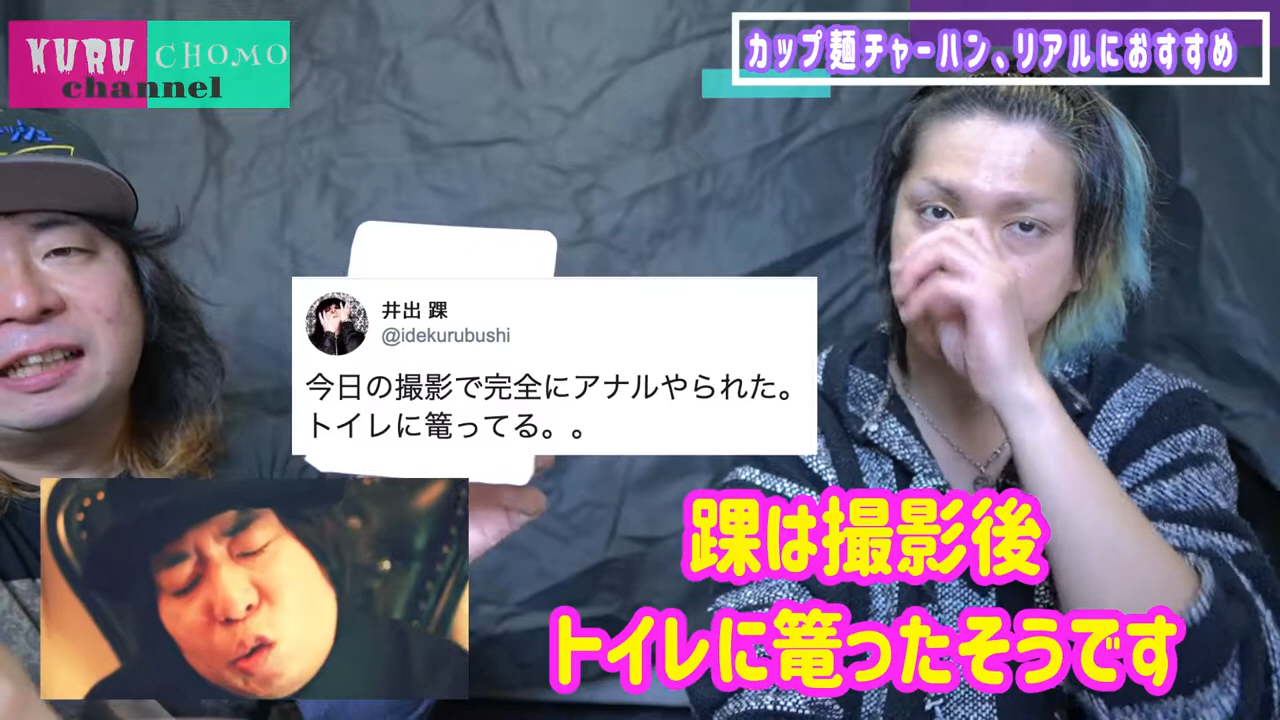 KURU CHOMO
channel
カップ麺チャーハン、リアルにおすすめ
井出 踝
@idekurubushi
今日の撮影で完全にアナルやられた。
トイレに篭ってる。。
踝は撮影後
トイレに篭ったそうです